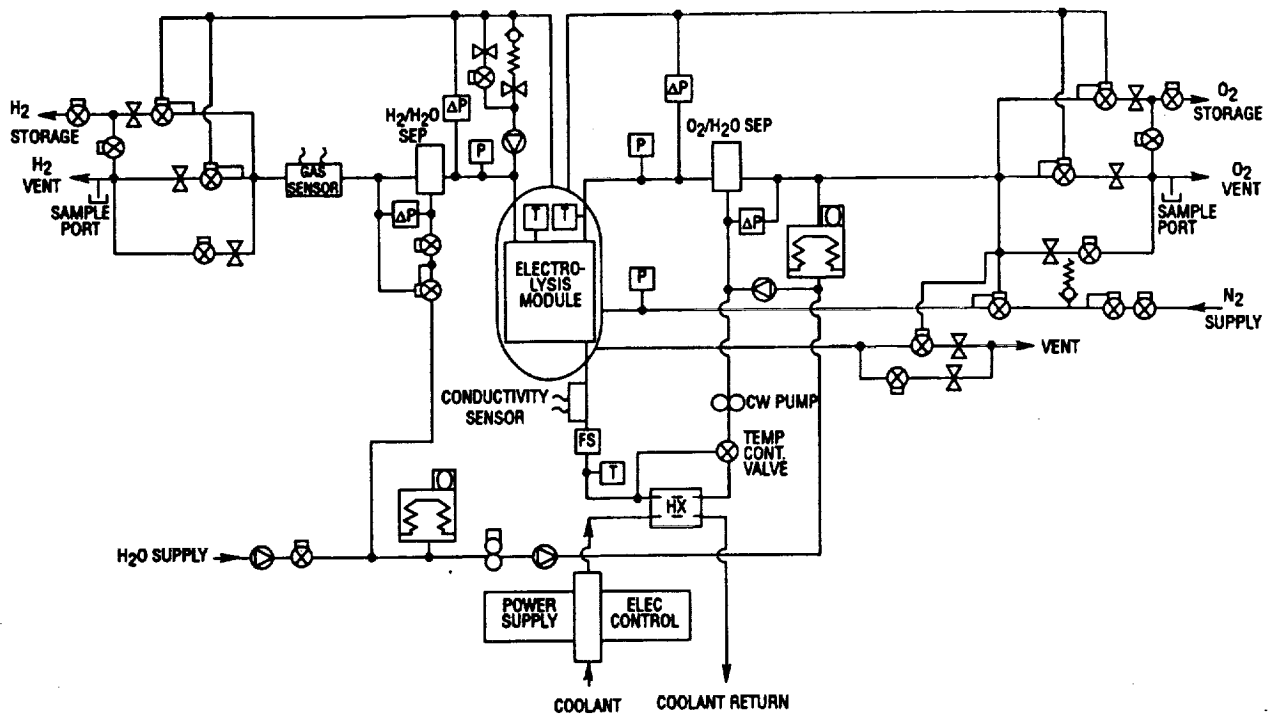 H2
STORAGE
H2
VENT
SAMPLE
PORT
GAS
SENSOR
ΔP
H2/H2O
SEP
ΔP
P
T
T
ELECTRO-
LYSIS
MODULE
CONDUCTIVITY
SENSOR
FS
T
P
ΔP
O2/H2O SEP
ΔP
P
CW PUMP
TEMP
CONT.
VALVE
HX
O2
STORAGE
O2
VENT
SAMPLE
PORT
N2
SUPPLY
VENT
H2O SUPPLY
POWER
SUPPLY
ELEC
CONTROL
COOLANT
COOLANT RETURN